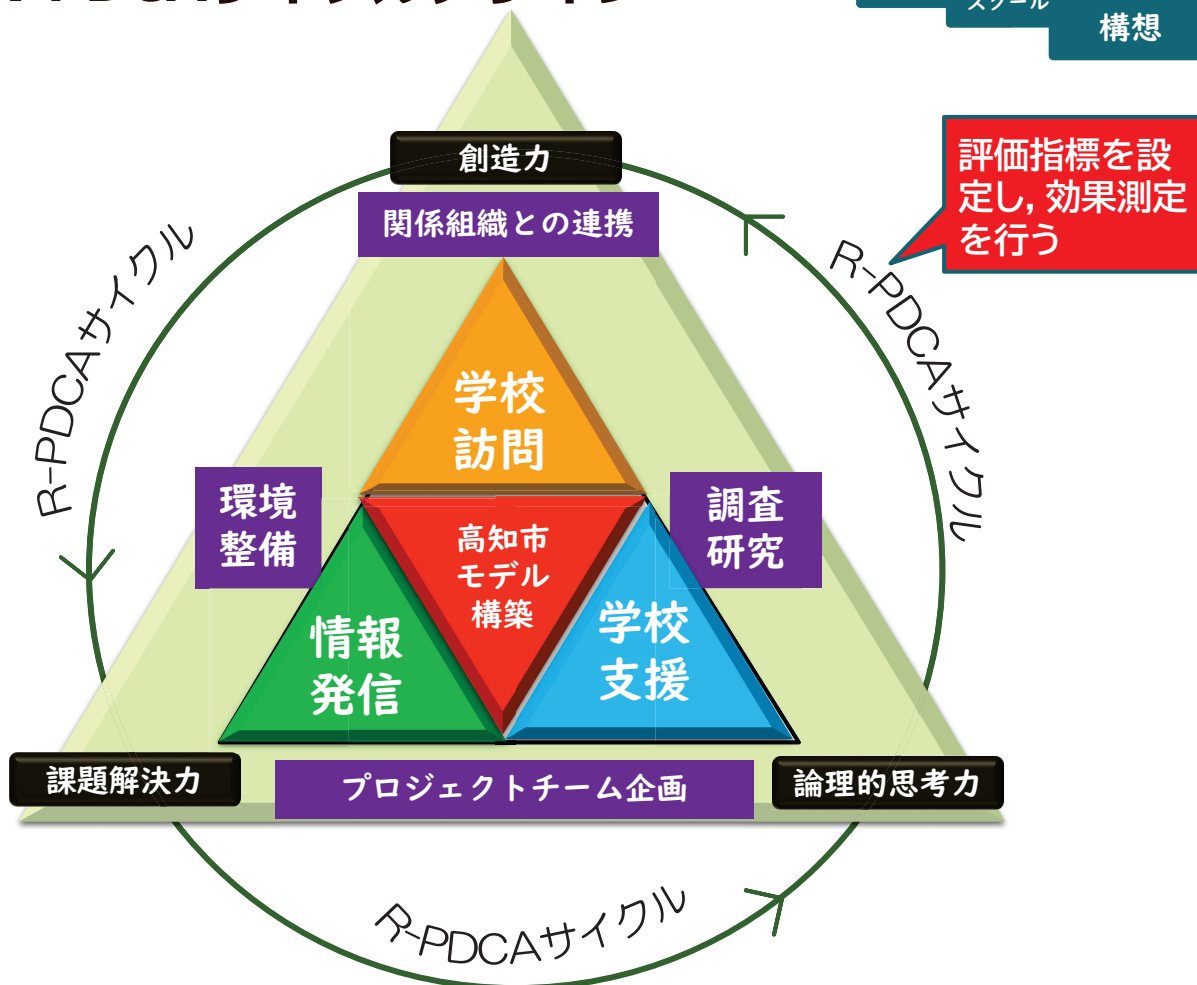 スクール
構想
創造力
関係組織との連携
評価指標を設
定し，効果測定
を行う
R-PDCAサイクル
R-PDCAサイクル
学校
訪問
環境
整備
高知市
モデル
構築
調査
研究
情報
発信
学校
支援
課題解決力
プロジェクトチーム企画
論理的思考力
R-PDCAサイクル